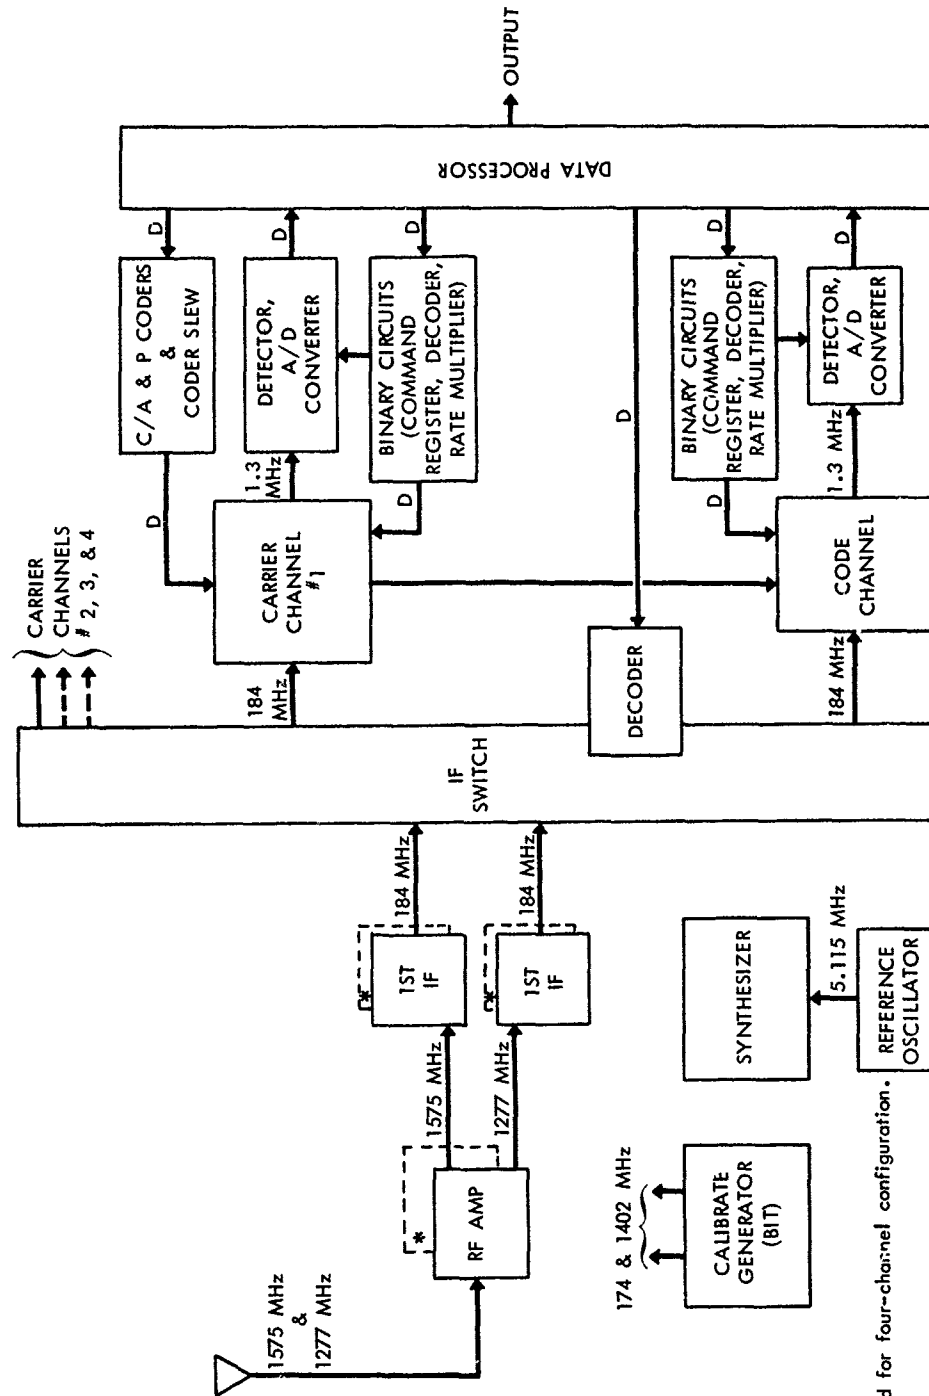 1575 MHz
&
1277 MHz
*
RF AMP
1575 MHz
1277 MHz
*
1ST
IF
184 MHz
*
1ST
IF
184 MHz
174 & 1402 MHz
CALIBRATE
GENERATOR
(BIT)
SYNTHESIZER
5.115 MHz
REFERENCE
OSCILLATOR
IF
SWITCH
DECODER
CARRIER
CHANNELS
# 2, 3, & 4
184
MHz
CARRIER
CHANNEL
#1
D
C/A & P CODERS
&
CODER SLEW
D
1.3
MHz
DETECTOR,
A/D
CONVERTER
D
D
BINARY CIRCUITS
(COMMAND
REGISTER, DECODER,
RATE MULTIPLIER)
D
D
184 MHz
CODE
CHANNEL
D
BINARY CIRCUITS
(COMMAND
REGISTER, DECODER,
RATE MULTIPLIER)
D
1.3 MHz
DETECTOR,
A/D
CONVERTER
D
DATA PROCESSOR
OUTPUT
d for four-channel configuration.